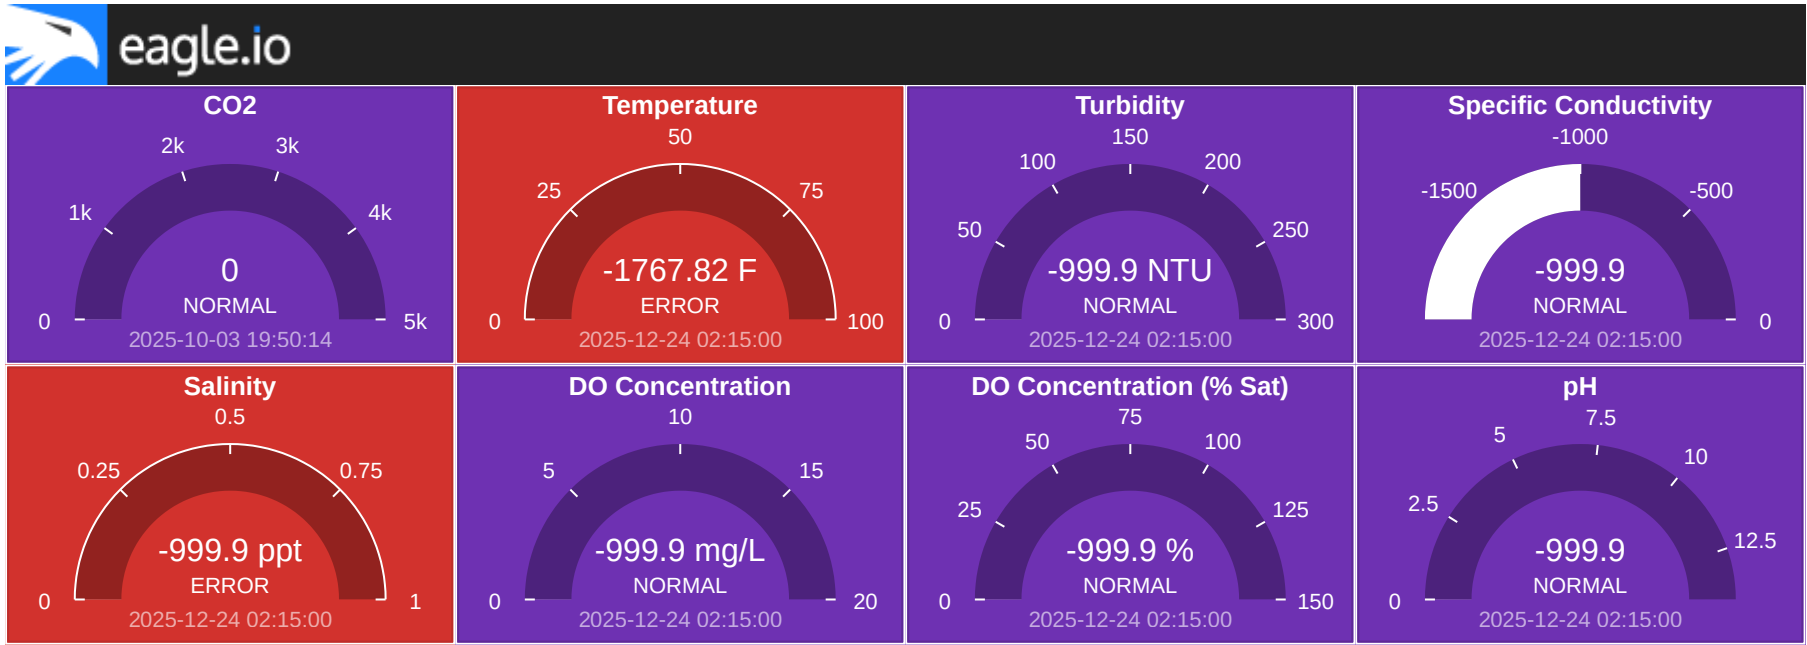 eagle.io
CO2
2k
3k
1k
4k
0
NORMAL
0
5k
2025-10-03 19:50:14
Temperature
50
25
75
-1767.82 F
ERROR
0
100
2025-12-24 02:15:00
Turbidity
150
100
200
50
250
-999.9 NTU
NORMAL
0
300
2025-12-24 02:15:00
Specific Conductivity
-1000
-1500
-500
-999.9
NORMAL
0
2025-12-24 02:15:00
Salinity
0.5
0.25
0.75
-999.9 ppt
ERROR
0
1
2025-12-24 02:15:00
DO Concentration
10
5
15
-999.9 mg/L
NORMAL
0
20
2025-12-24 02:15:00
DO Concentration (% Sat)
75
50
100
25
125
-999.9 %
NORMAL
0
150
2025-12-24 02:15:00
pH
7.5
5
10
2.5
12.5
-999.9
NORMAL
0
2025-12-24 02:15:00